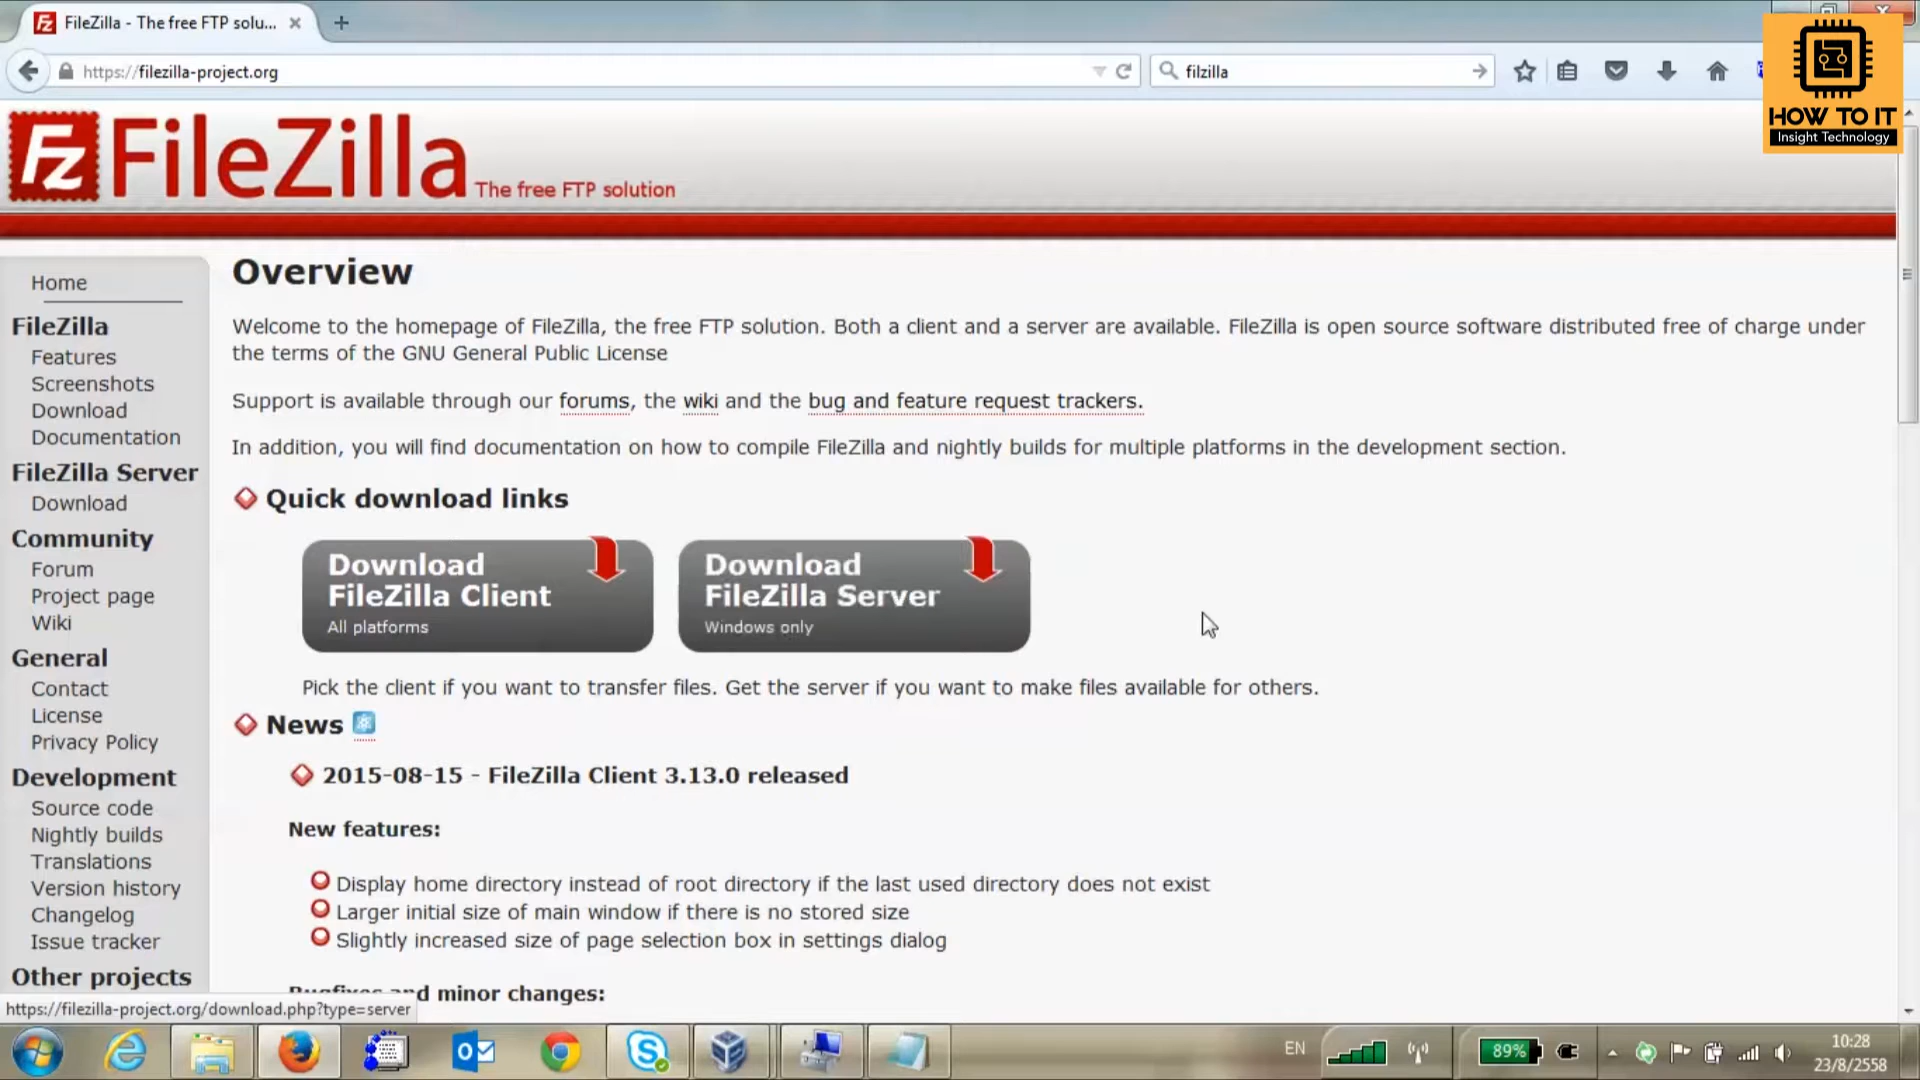 FileZilla - The free FTP solu...
https://filezilla-project.org
filzilla
HOW TO IT
Insight Technology
Fz FileZilla The free FTP solution
Home
FileZilla
Features
Screenshots
Download
Documentation
FileZilla Server
Download
Community
Forum
Project page
Wiki
General
Contact
License
Privacy Policy
Development
Source code
Nightly builds
Translations
Version history
Changelog
Issue tracker
Other projects
Overview
Welcome to the homepage of FileZilla, the free FTP solution. Both a client and a server are available. FileZilla is open source software distributed free of charge under
the terms of the GNU General Public License
Support is available through our forums, the wiki and the bug and feature request trackers.
In addition, you will find documentation on how to compile FileZilla and nightly builds for multiple platforms in the development section.
Quick download links
Download
FileZilla Client
All platforms
Download
FileZilla Server
Windows only
Pick the client if you want to transfer files. Get the server if you want to make files available for others.
News
2015-08-15 - FileZilla Client 3.13.0 released
New features:
Display home directory instead of root directory if the last used directory does not exist
Larger initial size of main window if there is no stored size
Slightly increased size of page selection box in settings dialog
Bugfixes and minor changes:
https://filezilla-project.org/download.php?type=server
EN
89%
10:28
23/8/2558